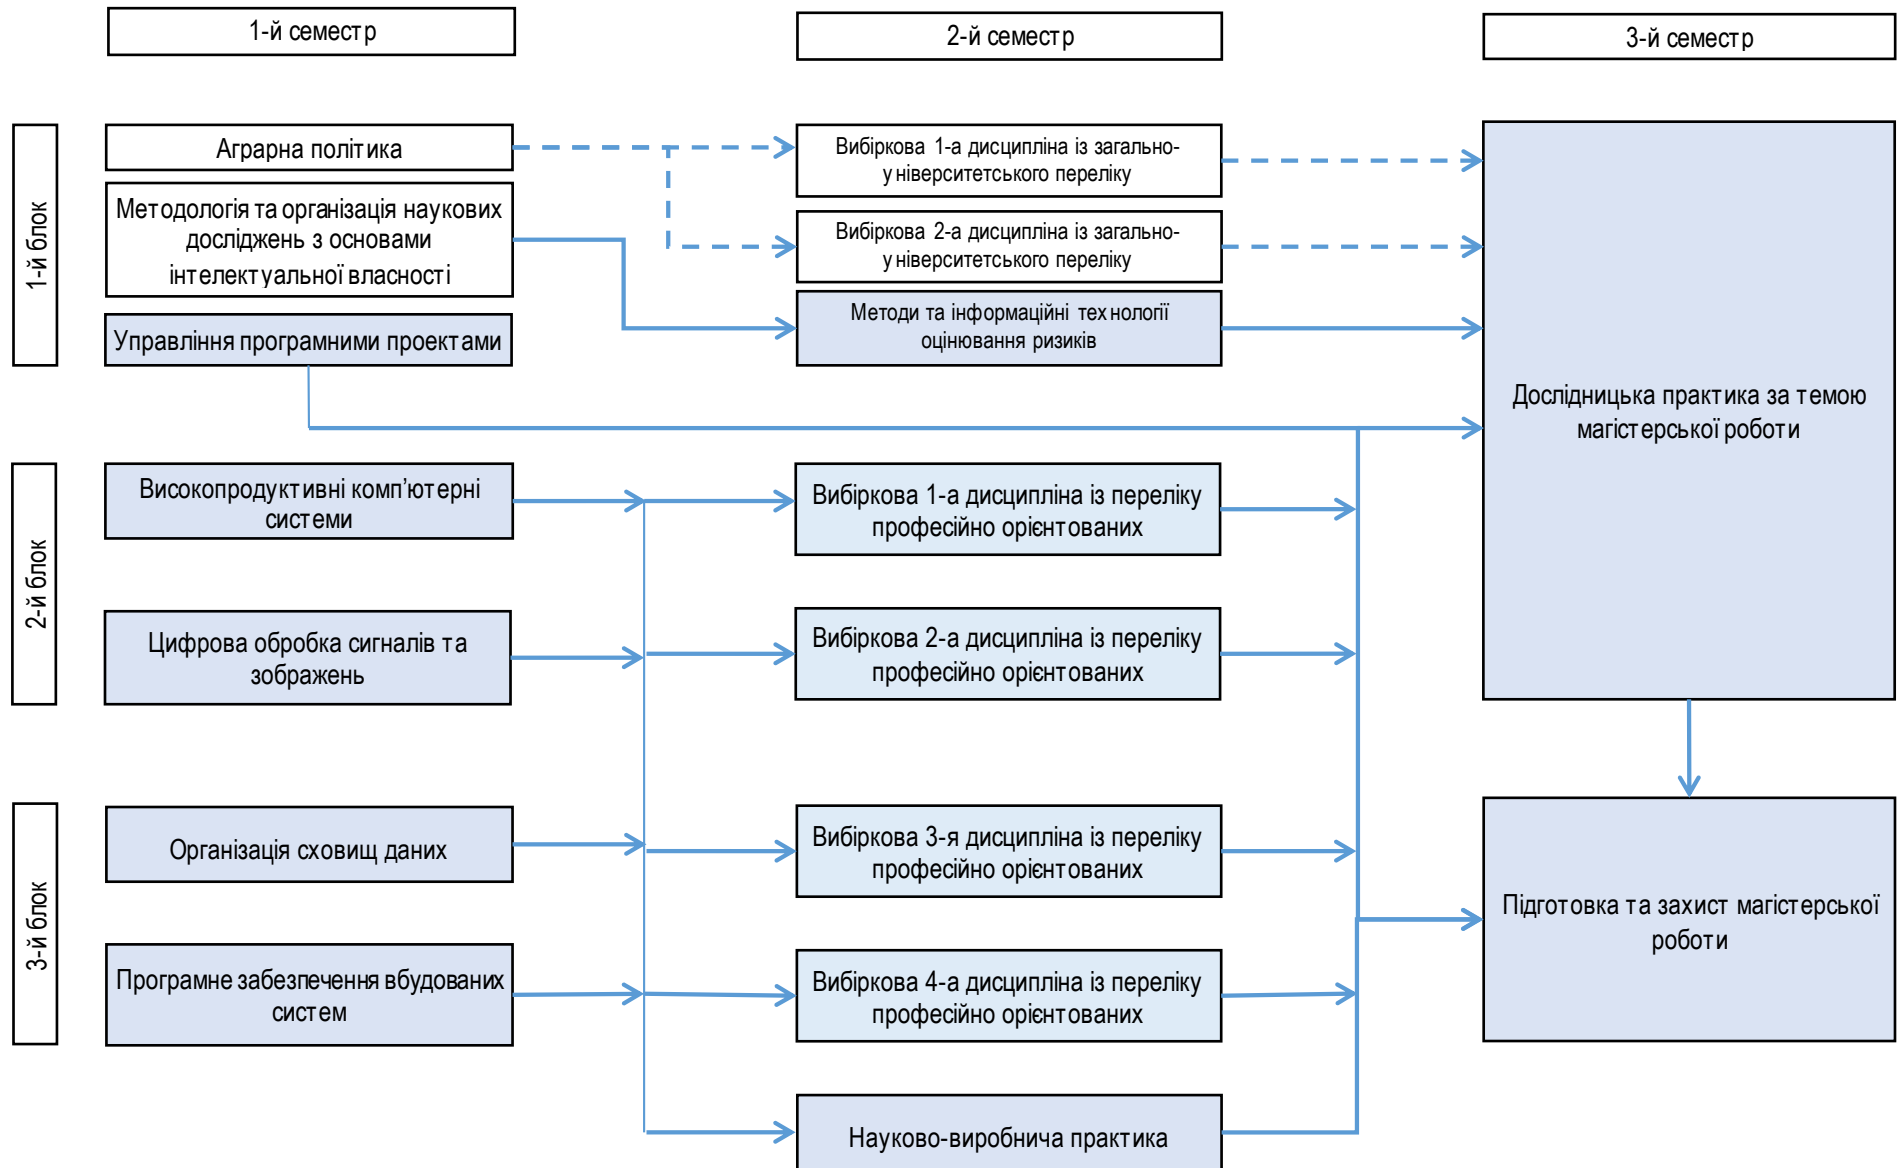 1-й семестр
2-й семестр
3-й семестр
1-й блок
Аграрна політика
Методологія та організація наукових
досліджень з основами
інтелектуальної власності
Управління програмними проектами
Вибіркова 1-а дисципліна із загально-
університетського переліку
Вибіркова 2-а дисципліна із загально-
університетського переліку
Методи та інформаційні технології
оцінювання ризиків
Дослідницька практика за темою
магістерської роботи
2-й блок
Високопродуктивні комп’ютерні
системи
Цифрова обробка сигналів та
зображень
Вибіркова 1-а дисципліна із переліку
професійно орієнтованих
Вибіркова 2-а дисципліна із переліку
професійно орієнтованих
3-й блок
Організація сховищ даних
Програмне забезпечення вбудованих
систем
Вибіркова 3-я дисципліна із переліку
професійно орієнтованих
Вибіркова 4-а дисципліна із переліку
професійно орієнтованих
Науково-виробнича практика
Підготовка та захист магістерської
роботи